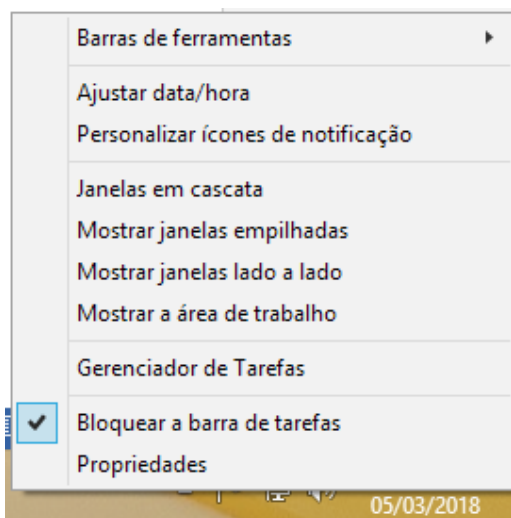 Barras de ferramentas
Ajustar data/hora
Personalizar ícones de notificação
Janelas em cascata
Mostrar janelas empilhadas
Mostrar janelas lado a lado
Mostrar a área de trabalho
Gerenciador de Tarefas
Bloquear a barra de tarefas
Propriedades
05/03/2018